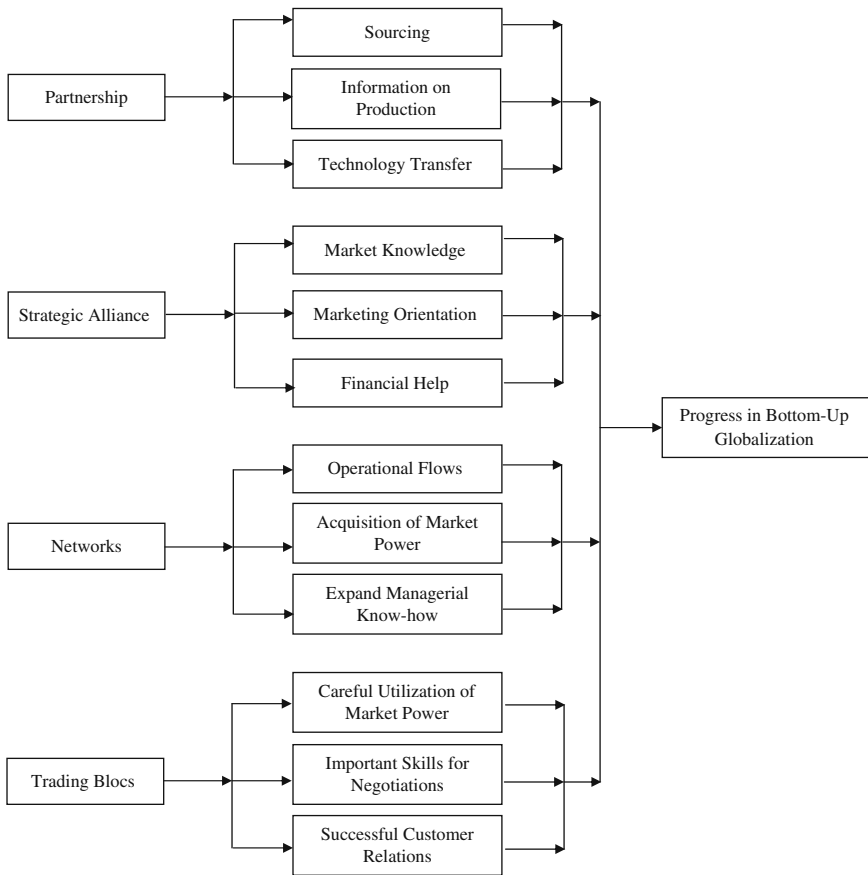 Sourcing
Partnership
Information on
Production
Technology Transfer
Market Knowledge
Strategic Alliance
Marketing Orientation
Financial Help
Progress in Bottom-Up
Globalization
Operational Flows
Networks
Acquisition of Market
Power
Expand Managerial
Know-how
Careful Utilization of
Market Power
Trading Blocs
Important Skills for
Negotiations
Successful Customer
Relations